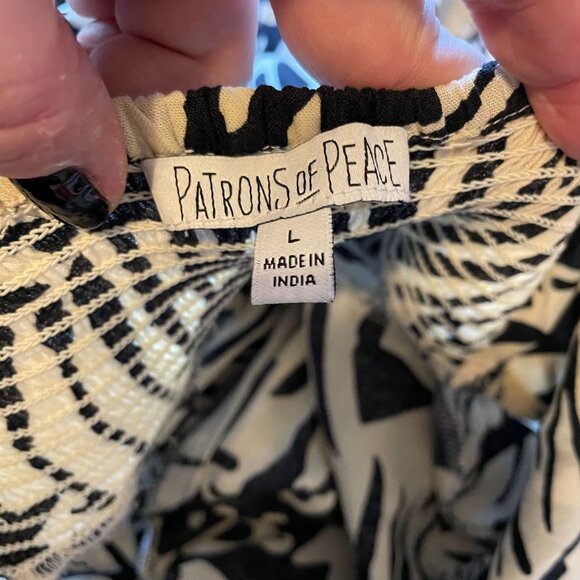 PATRONS OF PEACE
L
MADE IN
INDIA